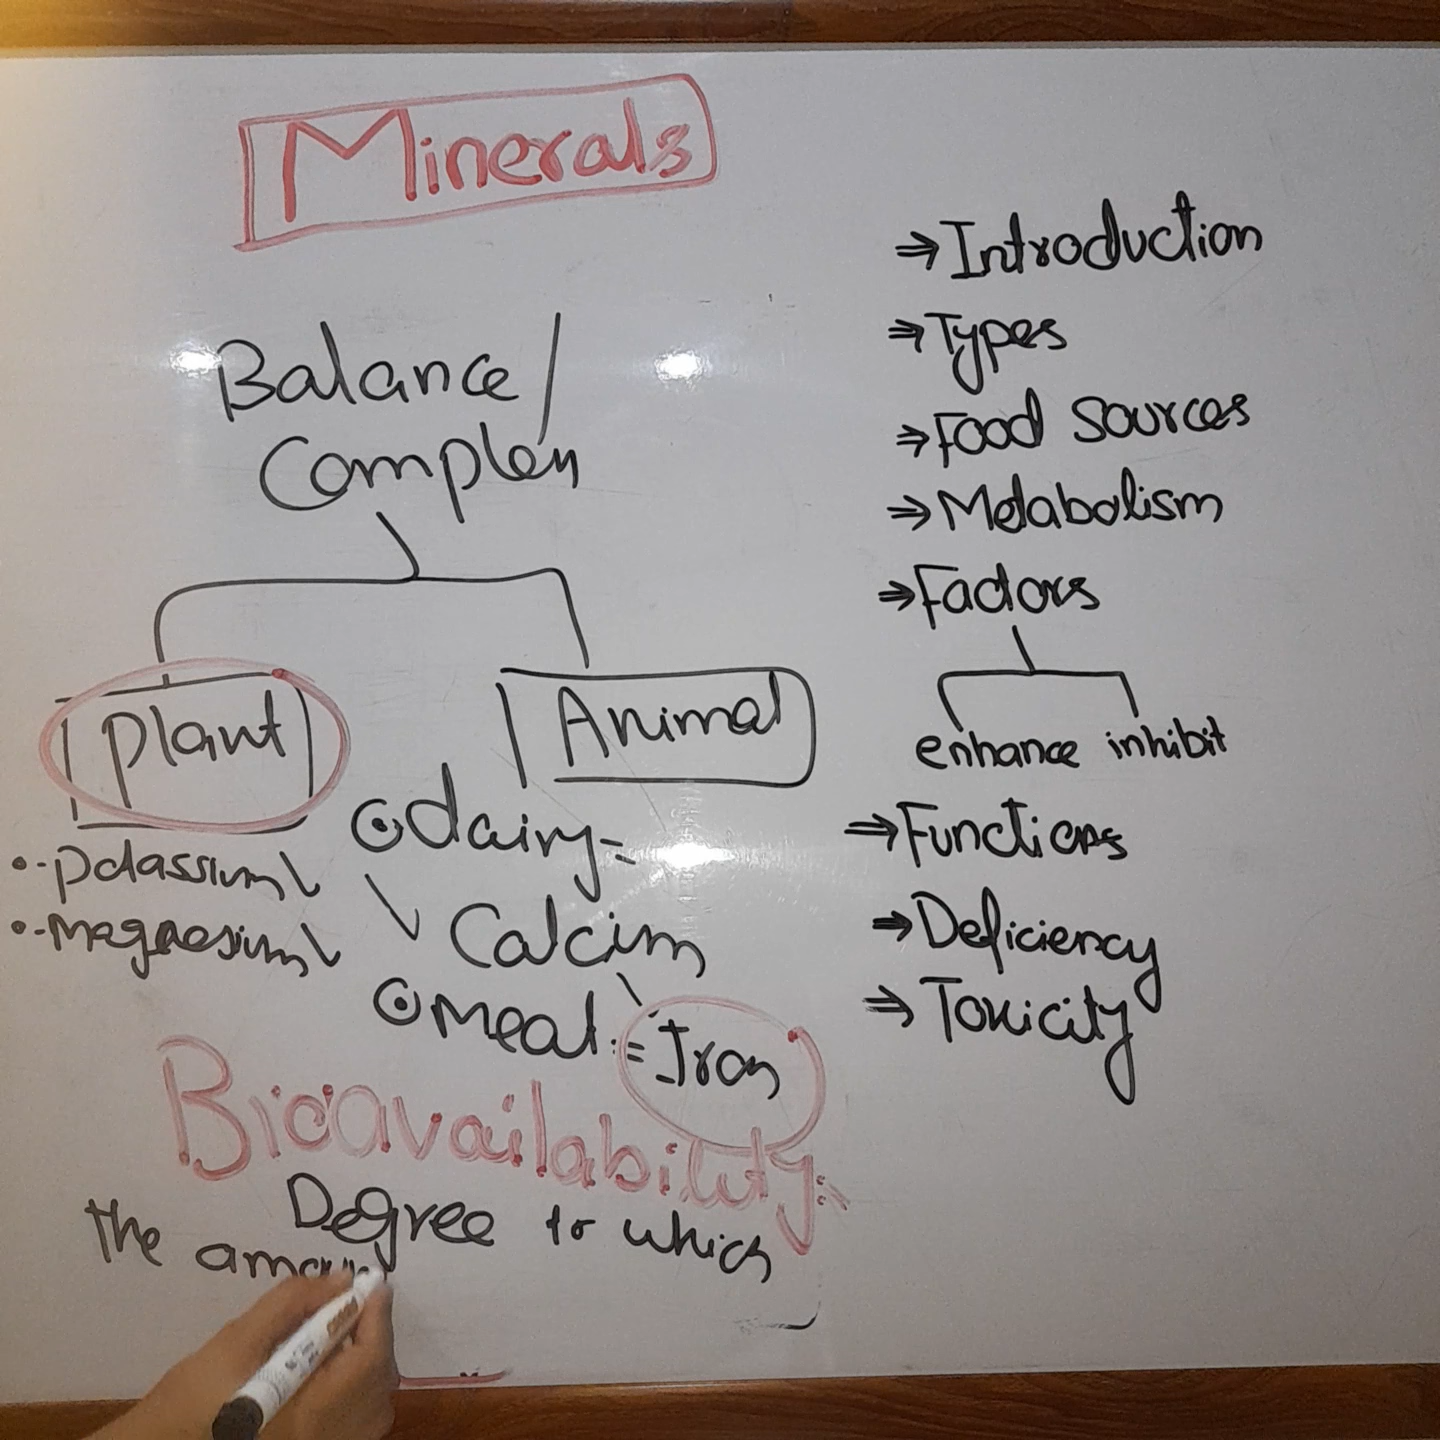 Minerals
Balance/
Complex
Plant
Animal
potassium
magnesium
dairy =
Calcim
meat = Iron
Bioavailability:
Degree to which
the amoun
⇒ Introduction
⇒ Types
⇒ Food Sources
⇒ Metabolism
⇒ Factors
enhance inhibit
⇒ Functions
⇒ Deficiency
⇒ Toxicity